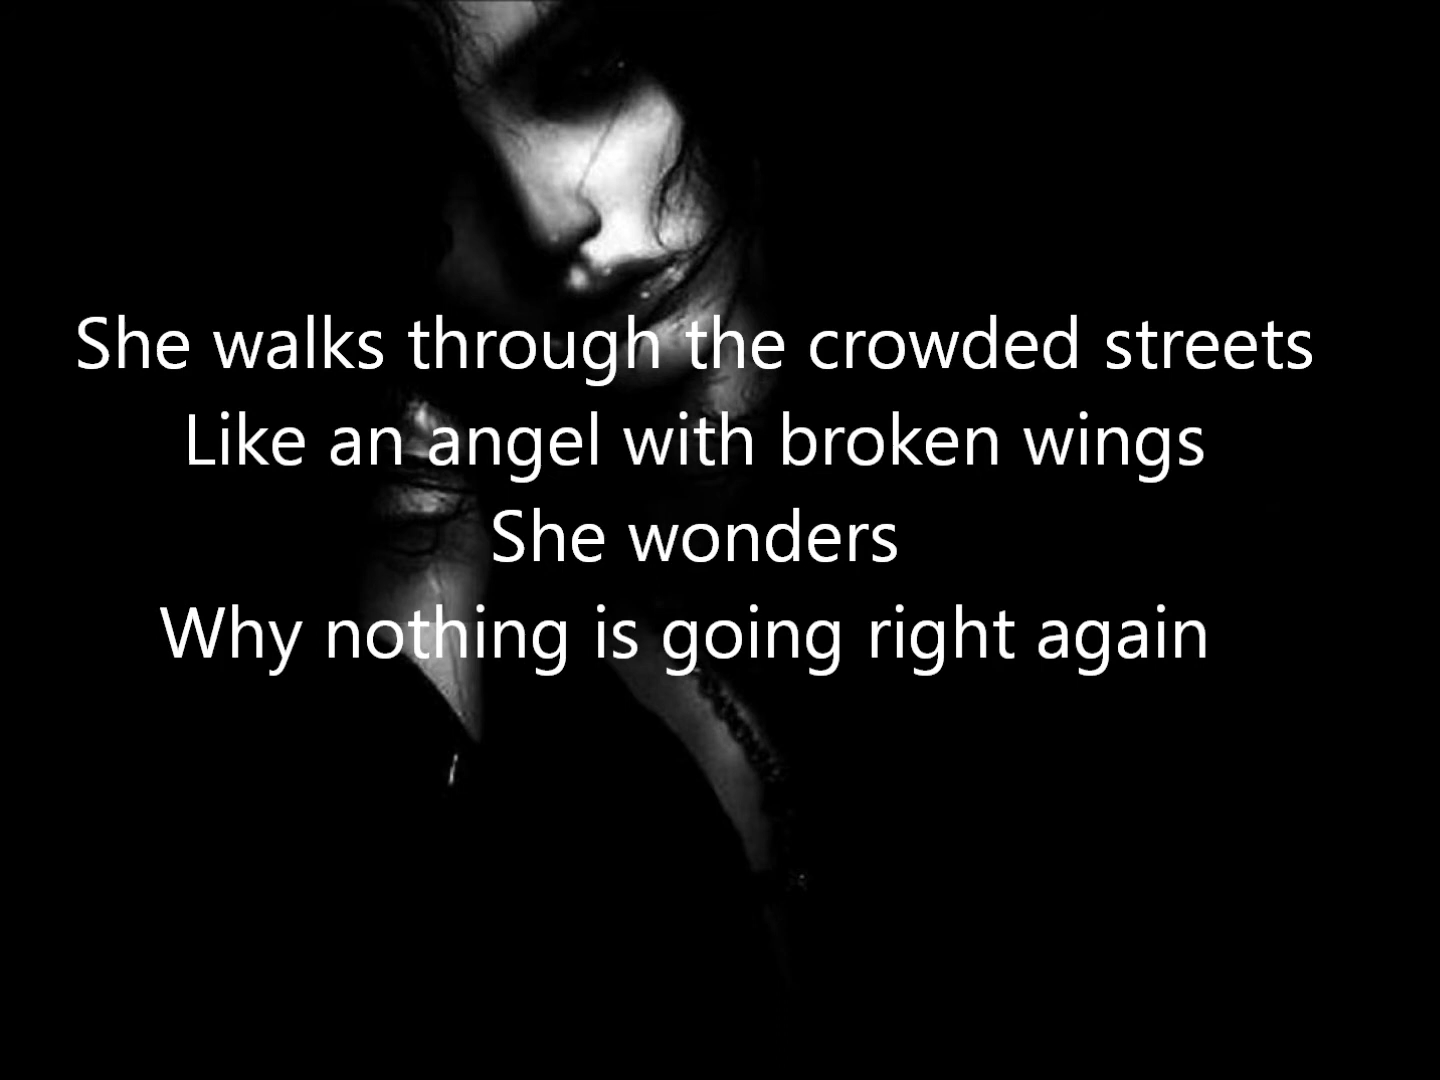 She walks through the crowded streets
Like an angel with broken wings
She wonders
Why nothing is going right again